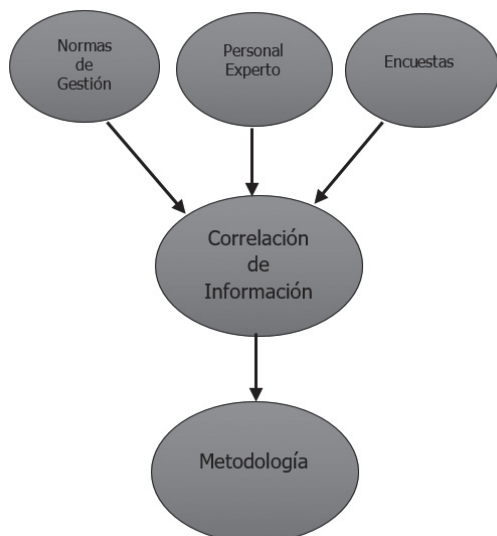 Normas
de
Gestión
Personal
Experto
Encuestas
Correlación
de
Información
Metodología